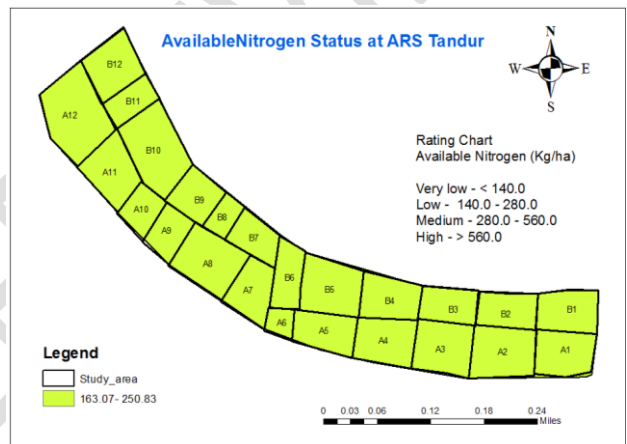 AvailableNitrogen Status at ARS Tandur
N
W E
S
Rating Chart
Available Nitrogen (Kg/ha)
Very low - < 140.0
Low - 140.0 - 280.0
Medium - 280.0 - 560.0
High - > 560.0
B12
A12
B11
B10
A11
A10
B9
B8
A9
B7
A8
B6
A7
B5
B4
B3
B2
B1
A6
A5
A4
A3
A2
A1
Legend
Study_area
163.07- 250.83
0 0.03 0.06 0.12 0.18 0.24
Miles